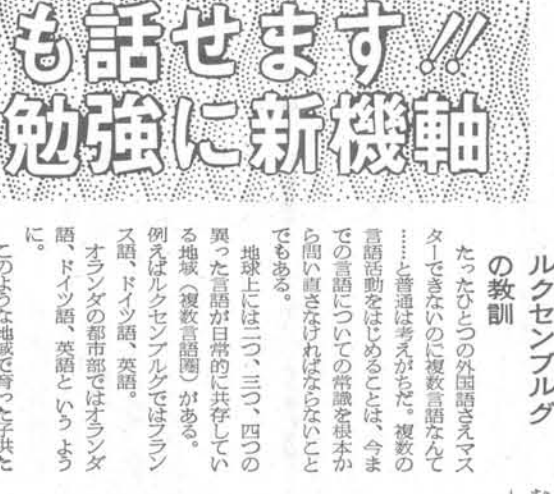 も話せます!!
勉強に新機軸
ルクセンブルグ
の教訓
たったひとつの外国語さえマス
ターできないのに複数言語なんて
……と普通は考えがちだ。複数の
言語活動をはじめることは、今ま
での言語についての常識を根本か
ら問い直さなければならないこと
でもある。
地球上には二つ、三つ、四つの
異った言語が日常的に共存してい
る地域（複数言語圏）がある。
例えばルクセンブルグではフラン
ス語、ドイツ語、英語。
オランダの都市部ではオランダ
語、ドイツ語、英語と いう よう
に。
このような地域で育った子供た